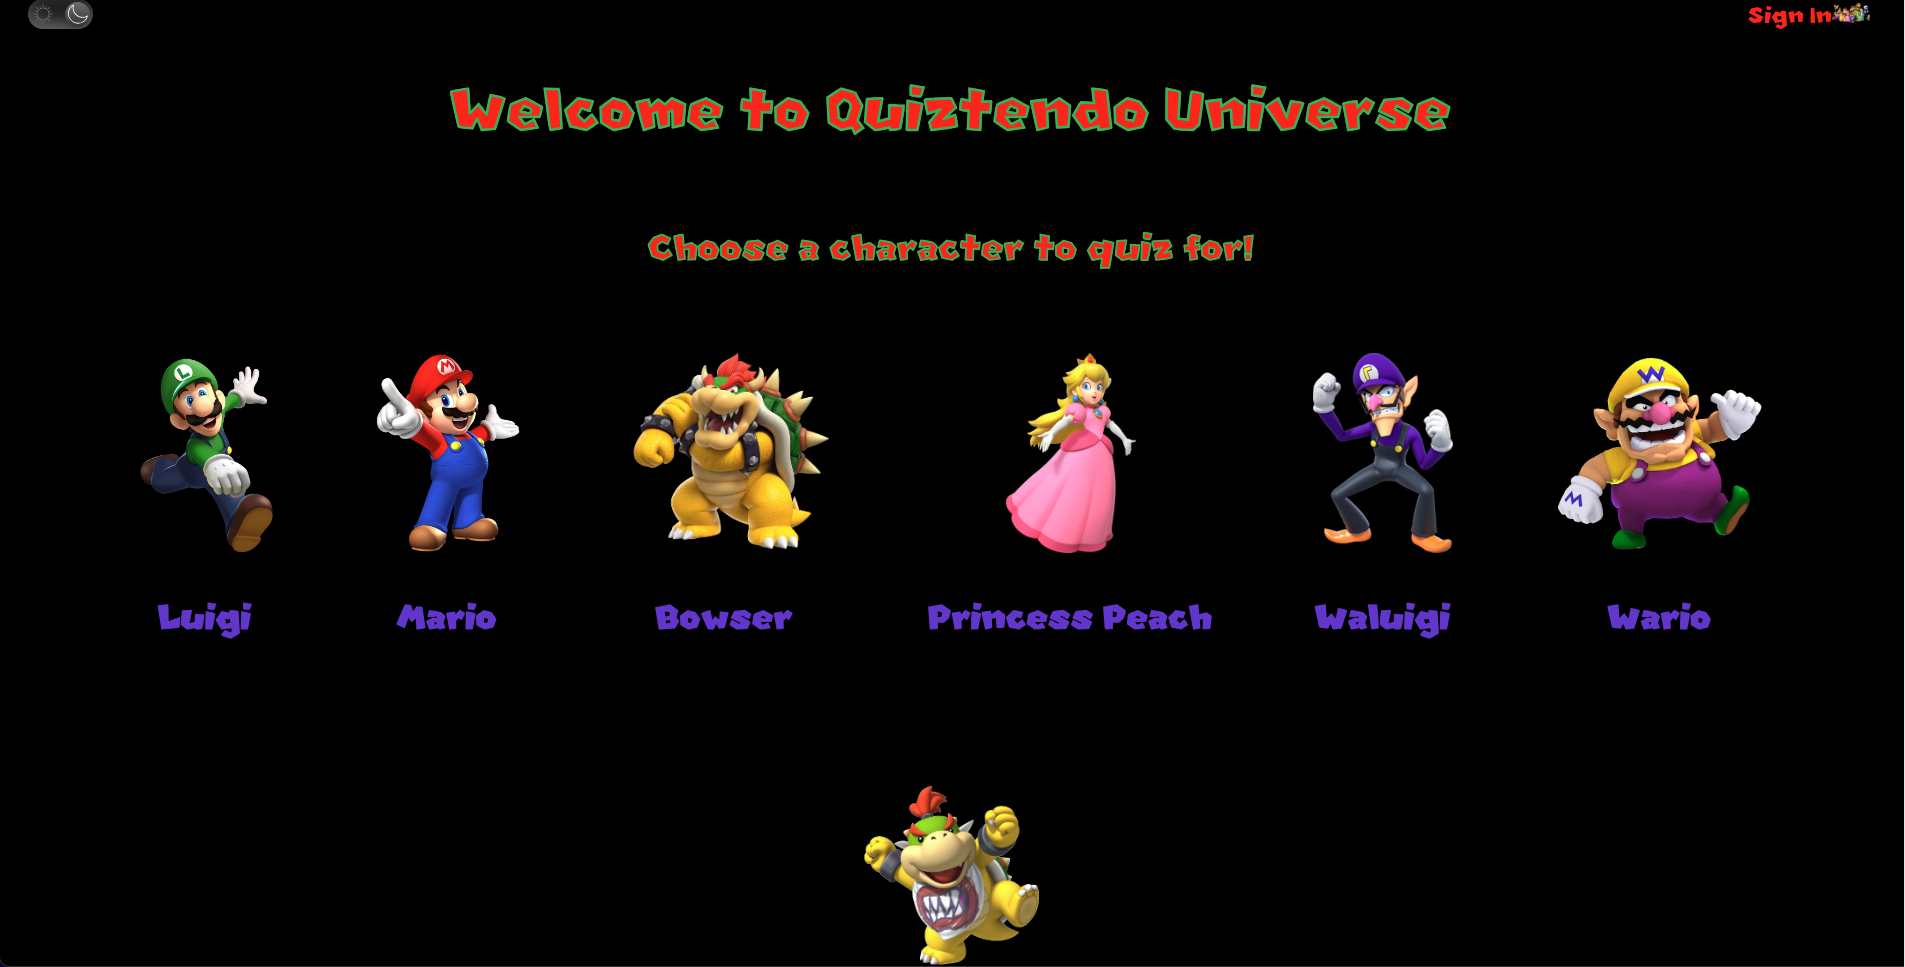 Sign In
Welcome to Quiztendo Universe
Choose a character to quiz for!
L
M
W
Luigi
Mario
Bowser
Princess Peach
Waluigi
Wario